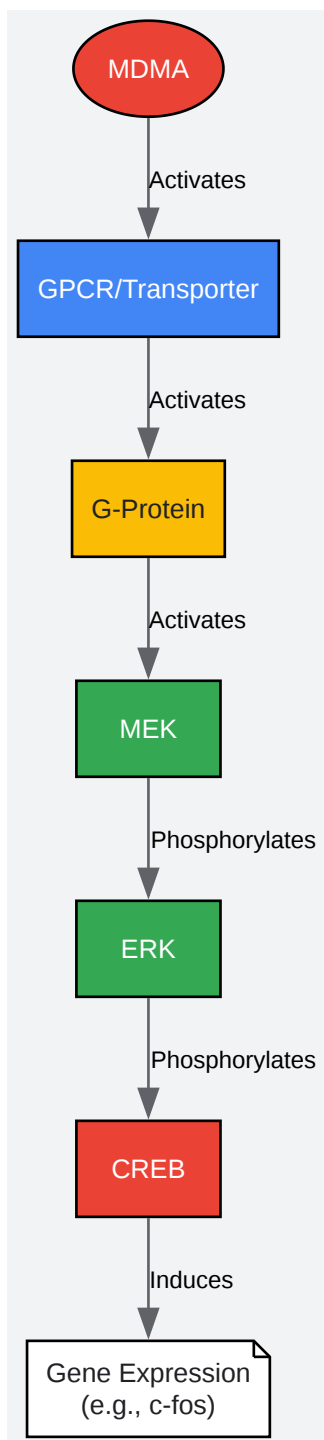 MDMA
Activates
GPCR/Transporter
Activates
G-Protein
Activates
MEK
Phosphorylates
ERK
Phosphorylates
CREB
Induces
Gene Expression
(e.g., c-fos)